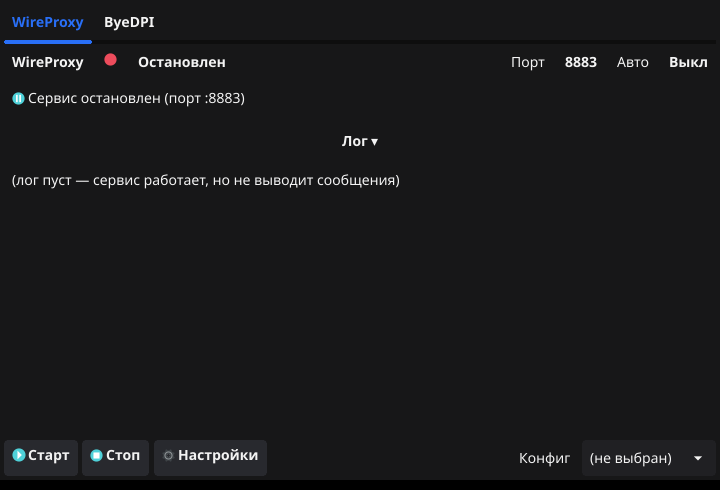 WireProxy ByeDPI
WireProxy Остановлен Порт 8883 Авто Выкл
Сервис остановлен (порт :8883)
Лог ▾
(лог пуст — сервис работает, но не выводит сообщения)
Старт Стоп Настройки Конфиг (не выбран)